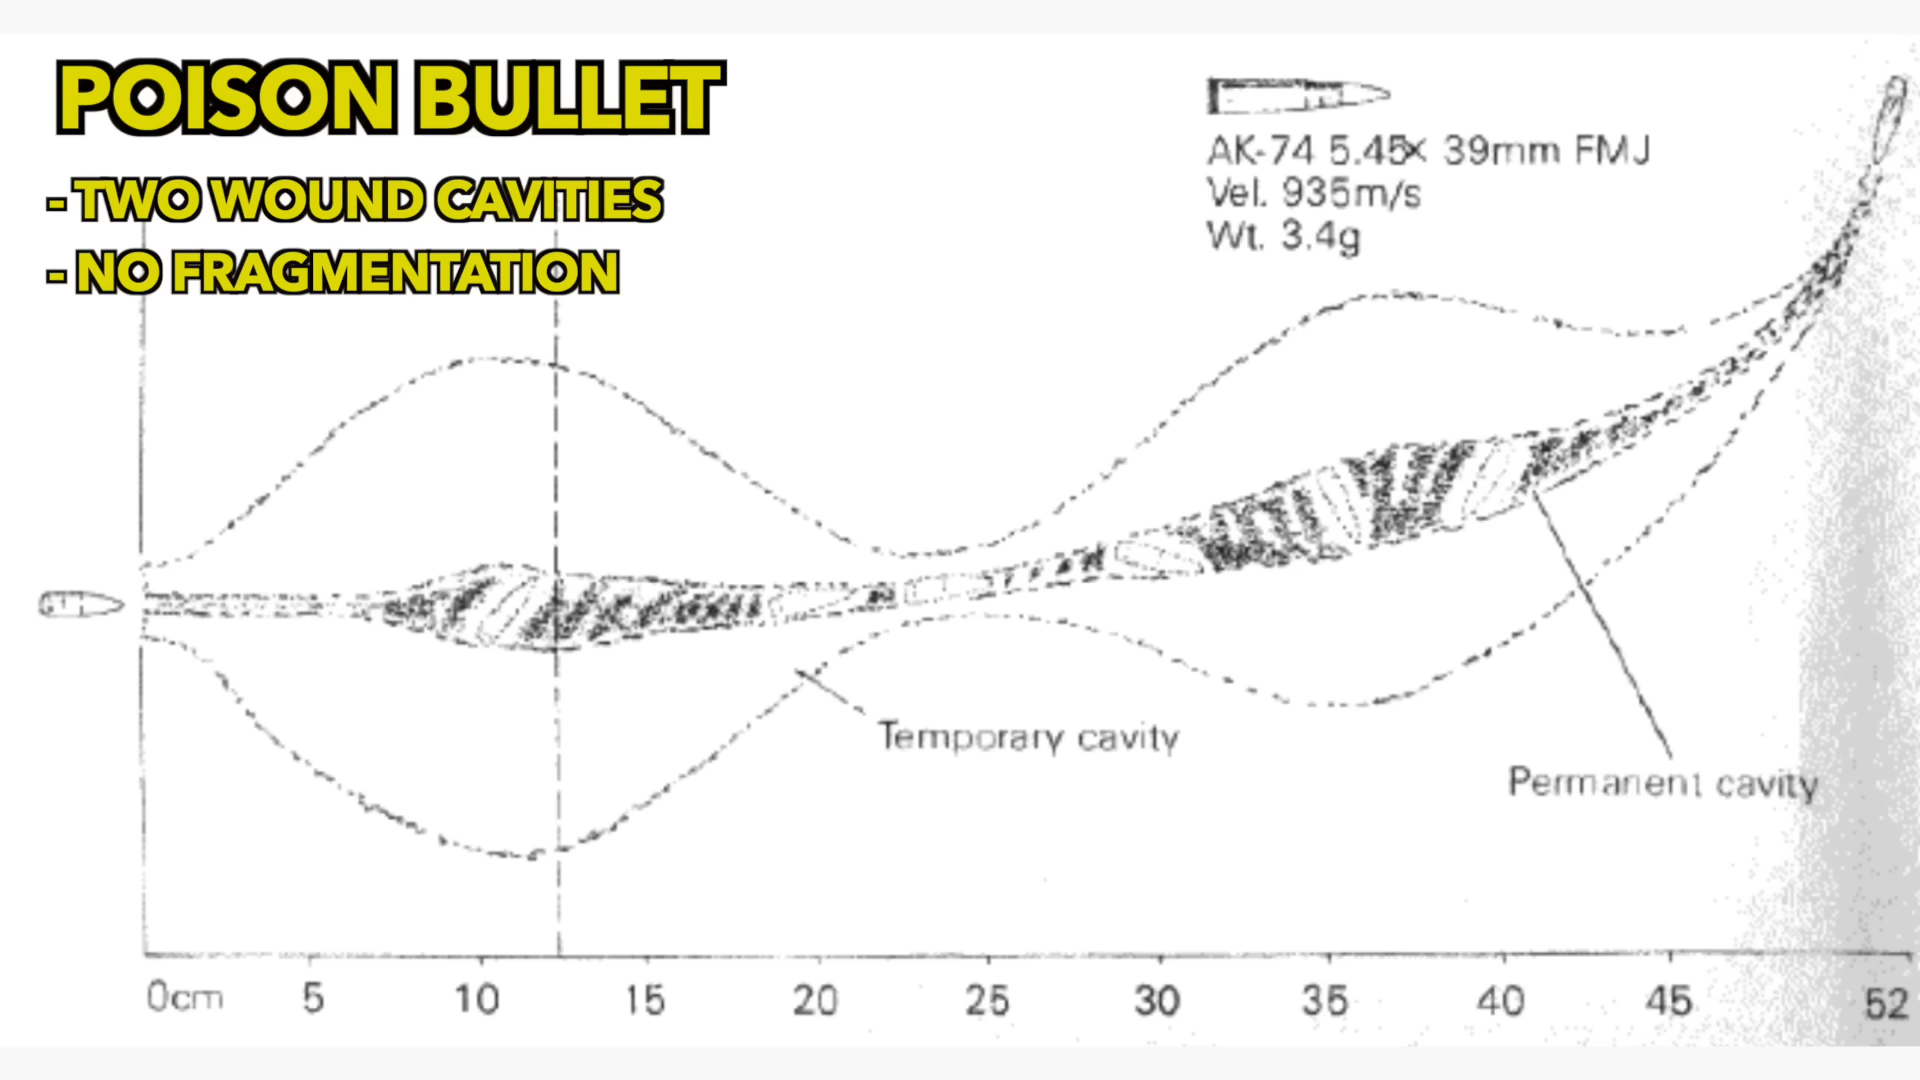 POISON BULLET
- TWO WOUND CAVITIES
- NO FRAGMENTATION
AK-74 5.45x 39mm FMJ
Vel. 935m/s
Wt. 3.4g
Temporary cavity
Permanent cavity
0cm 5 10 15 20 25 30 35 40 45 52